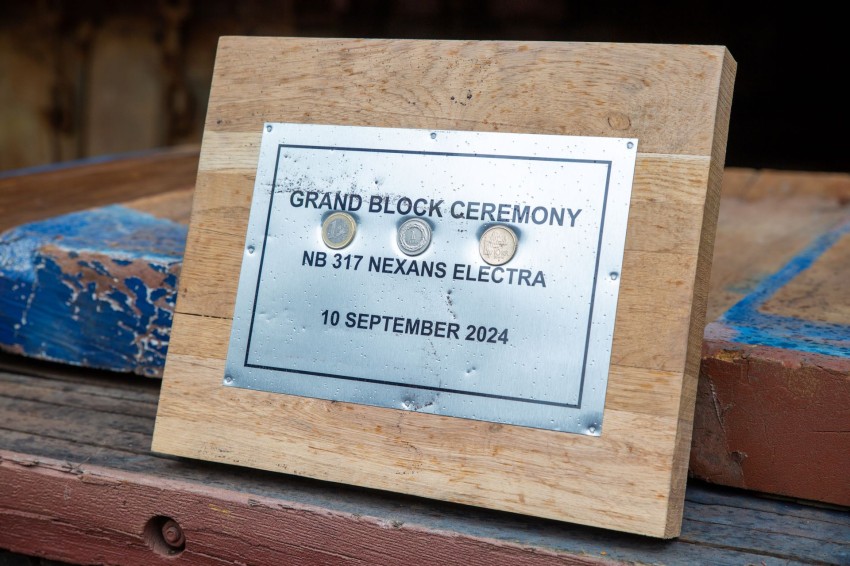 GRAND BLOCK CEREMONY
NB 317 NEXANS ELECTRA
10 SEPTEMBER 2024